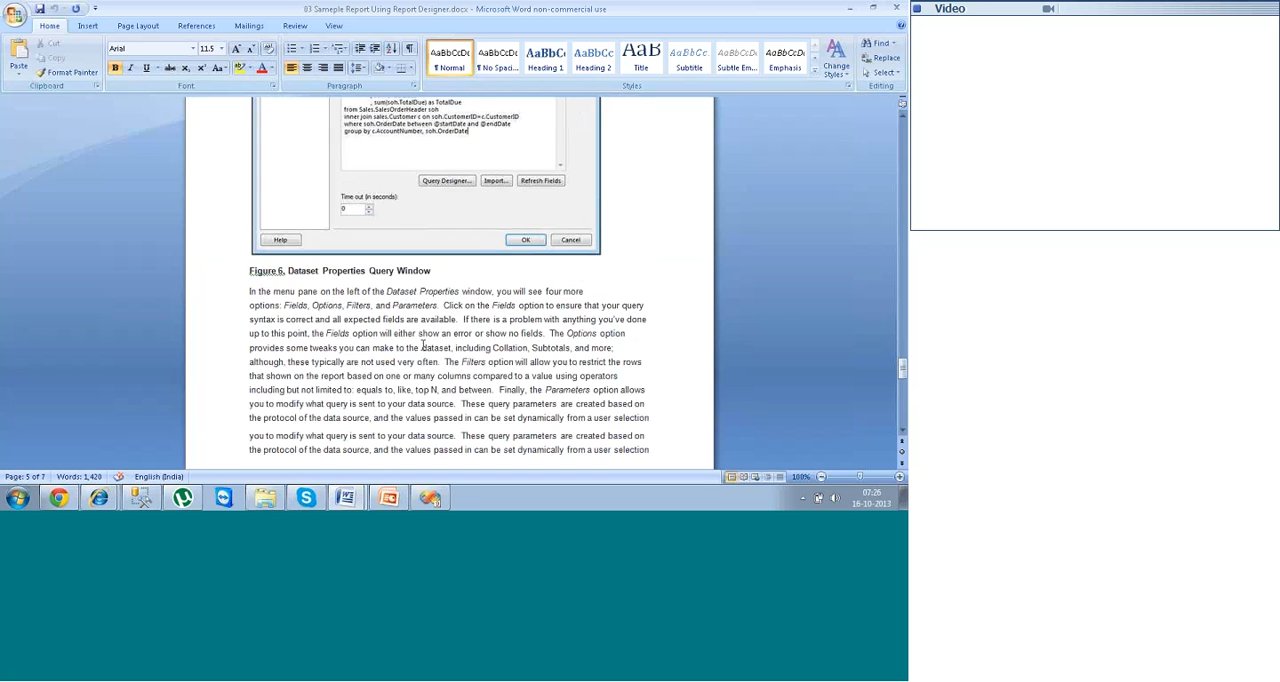 03 Sameple Report Using Report Designer.docx - Microsoft Word non-commercial use
Video
Home Insert Page Layout References Mailings Review View
Cut
Copy
Format Painter
Paste
Arial 11.5
AaBbCcDc AaBbCcDc AaBbC AaBbCc AaB AaBbCcL AaBbCcDt AaBbCcDt
¶ Normal ¶ No Spaci... Heading 1 Heading 2 Title Subtitle Subtle Em... Emphasis
Change
Styles
Find
Replace
Select
Clipboard Font Paragraph Styles Editing
, sum(soh.TotalDue) as TotalDue
from Sales.SalesOrderHeader soh
inner join sales.Customer c on soh.CustomerID=c.CustomerID
where soh.OrderDate between @startDate and @endDate
group by c.AccountNumber, soh.OrderDate
Query Designer... Import... Refresh Fields
Time out (in seconds):
0
Help OK Cancel
Figure 6. Dataset Properties Query Window
In the menu pane on the left of the Dataset Properties window, you will see four more
options: Fields, Options, Filters, and Parameters. Click on the Fields option to ensure that your query
syntax is correct and all expected fields are available. If there is a problem with anything you've done
up to this point, the Fields option will either show an error or show no fields. The Options option
provides some tweaks you can make to the dataset, including Collation, Subtotals, and more;
although, these typically are not used very often. The Filters option will allow you to restrict the rows
that shown on the report based on one or many columns compared to a value using operators
including but not limited to: equals to, like, top N, and between. Finally, the Parameters option allows
you to modify what query is sent to your data source. These query parameters are created based on
the protocol of the data source, and the values passed in can be set dynamically from a user selection
you to modify what query is sent to your data source. These query parameters are created based on
the protocol of the data source, and the values passed in can be set dynamically from a user selection
Page: 5 of 7 Words: 1,420 English (India) 100%
07:26
16-10-2013